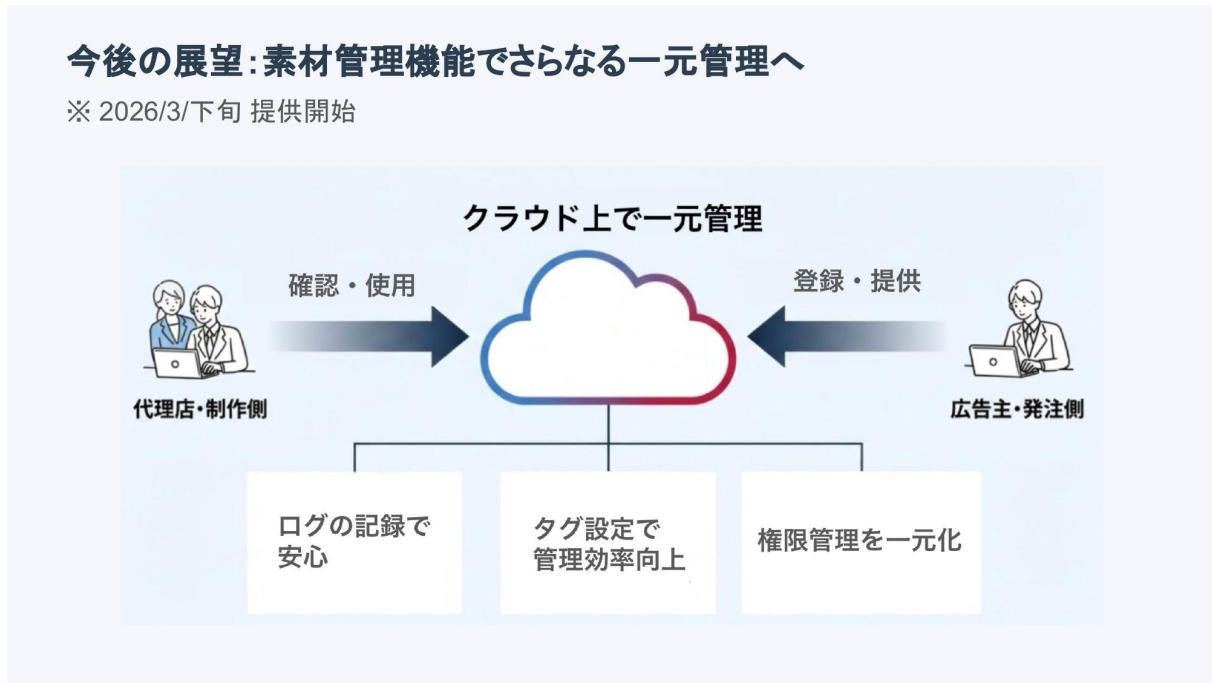 今後の展望：素材管理機能でさらなる一元管理へ
※ 2026/3/下旬 提供開始
クラウド上で一元管理
確認・使用
登録・提供
代理店・制作側
広告主・発注側
ログの記録で
安心
タグ設定で
管理効率向上
権限管理を一元化